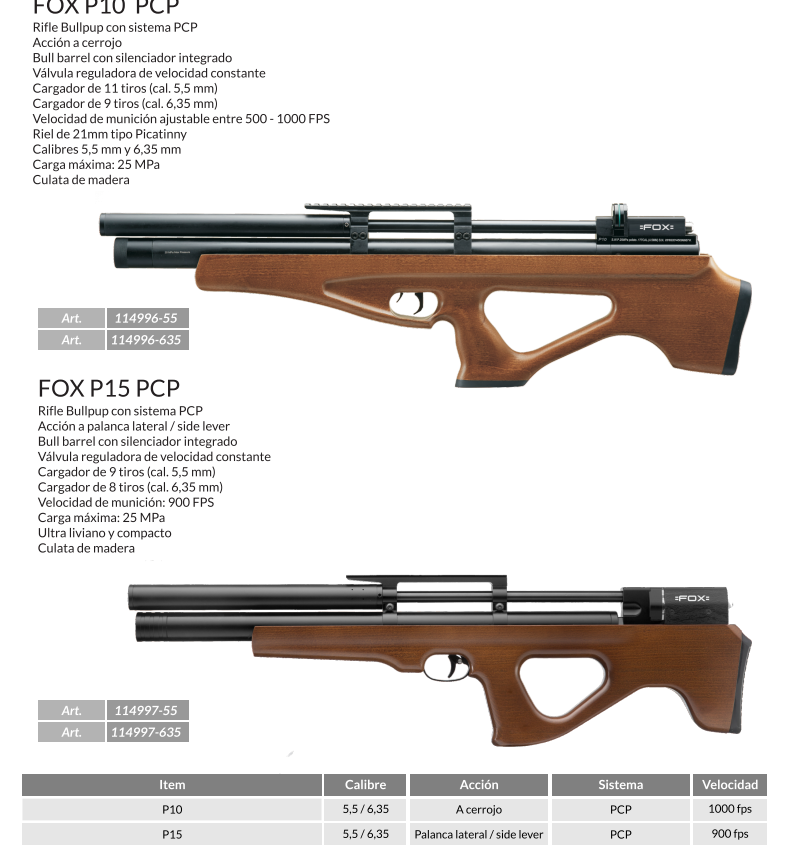 FOX P10 PCP
Rifle Bullpup con sistema PCP
Acción a cerrojo
Bull barrel con silenciador integrado
Válvula reguladora de velocidad constante
Cargador de 11 tiros (cal. 5,5 mm)
Cargador de 9 tiros (cal. 6,35 mm)
Velocidad de munición ajustable entre 500 - 1000 FPS
Riel de 21mm tipo Picatinny
Calibres 5,5 mm y 6,35 mm
Carga máxima: 25 MPa
Culata de madera
FOX
P10
Art. 114996-55
Art. 114996-635
FOX P15 PCP
Rifle Bullpup con sistema PCP
Acción a palanca lateral / side lever
Bull barrel con silenciador integrado
Válvula reguladora de velocidad constante
Cargador de 9 tiros (cal. 5,5 mm)
Cargador de 8 tiros (cal. 6,35 mm)
Velocidad de munición: 900 FPS
Carga máxima: 25 MPa
Ultra liviano y compacto
Culata de madera
FOX
Art. 114997-55
Art. 114997-635
Item Calibre Acción Sistema Velocidad
P10 5,5 / 6,35 A cerrojo PCP 1000 fps
P15 5,5 / 6,35 Palanca lateral / side lever PCP 900 fps